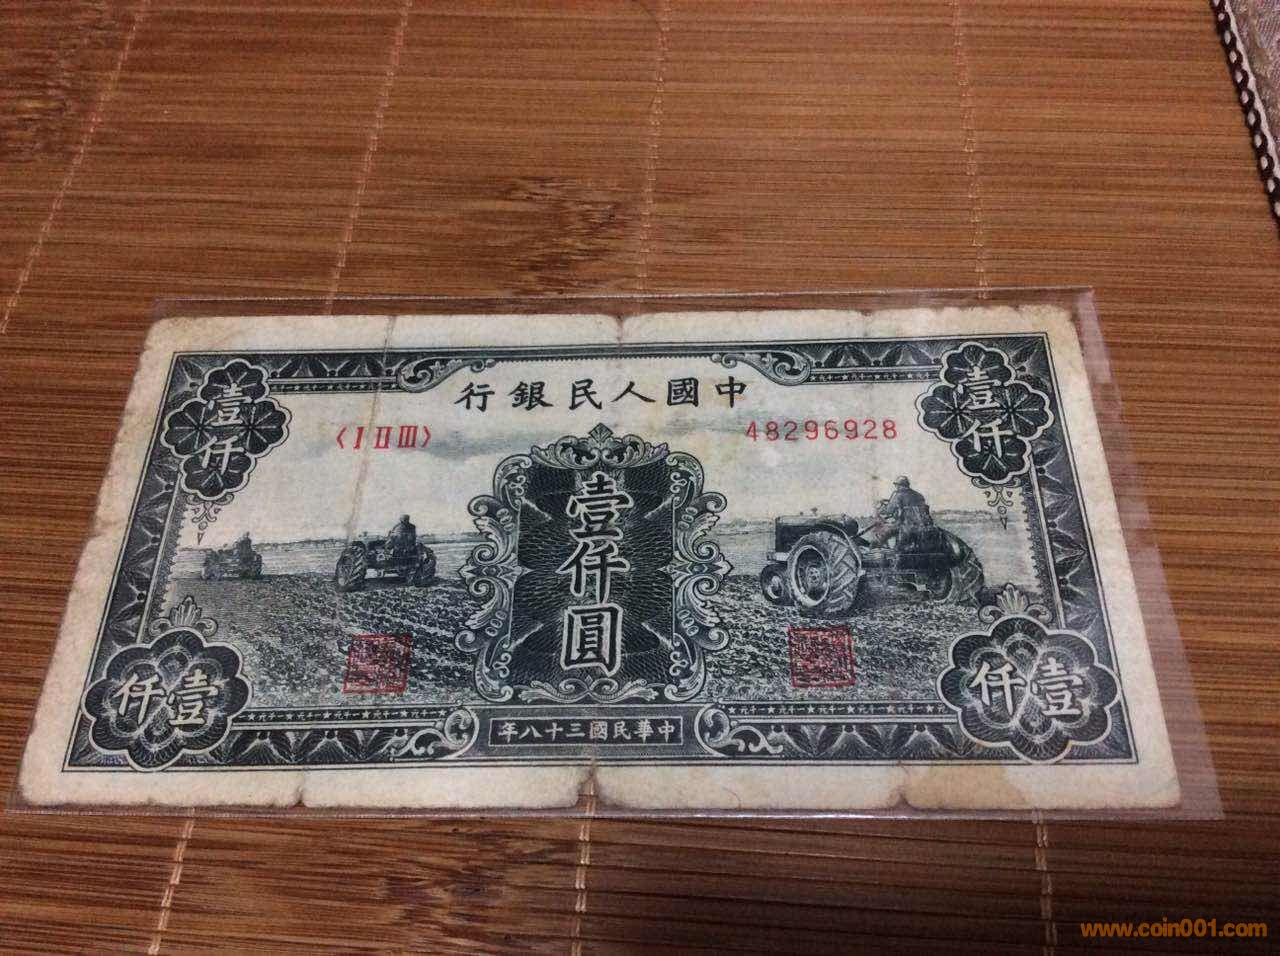 中國人民銀行
壹仟
壹仟
〈I II III〉
48296928
壹仟圓
壹仟
壹仟
中華民國三十八年
www.coin001.com